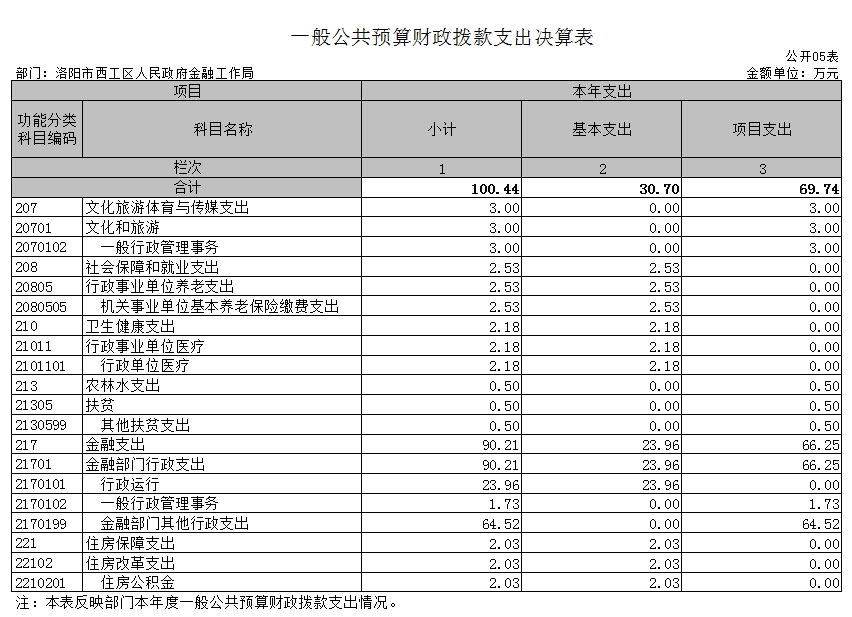 一般公共预算财政拨款支出决算表
公开05表
部门：洛阳市西工区人民政府金融工作局 金额单位：万元
项目 本年支出
功能分类科目编码 科目名称 小计 基本支出 项目支出
栏次 1 2 3
合计 100.44 30.70 69.74
207 文化旅游体育与传媒支出 3.00 0.00 3.00
20701 文化和旅游 3.00 0.00 3.00
2070102 一般行政管理事务 3.00 0.00 3.00
208 社会保障和就业支出 2.53 2.53 0.00
20805 行政事业单位养老支出 2.53 2.53 0.00
2080505 机关事业单位基本养老保险缴费支出 2.53 2.53 0.00
210 卫生健康支出 2.18 2.18 0.00
21011 行政事业单位医疗 2.18 2.18 0.00
2101101 行政单位医疗 2.18 2.18 0.00
213 农林水支出 0.50 0.00 0.50
21305 扶贫 0.50 0.00 0.50
2130599 其他扶贫支出 0.50 0.00 0.50
217 金融支出 90.21 23.96 66.25
21701 金融部门行政支出 90.21 23.96 66.25
2170101 行政运行 23.96 23.96 0.00
2170102 一般行政管理事务 1.73 0.00 1.73
2170199 金融部门其他行政支出 64.52 0.00 64.52
221 住房保障支出 2.03 2.03 0.00
22102 住房改革支出 2.03 2.03 0.00
2210201 住房公积金 2.03 2.03 0.00
注：本表反映部门本年度一般公共预算财政拨款支出情况。